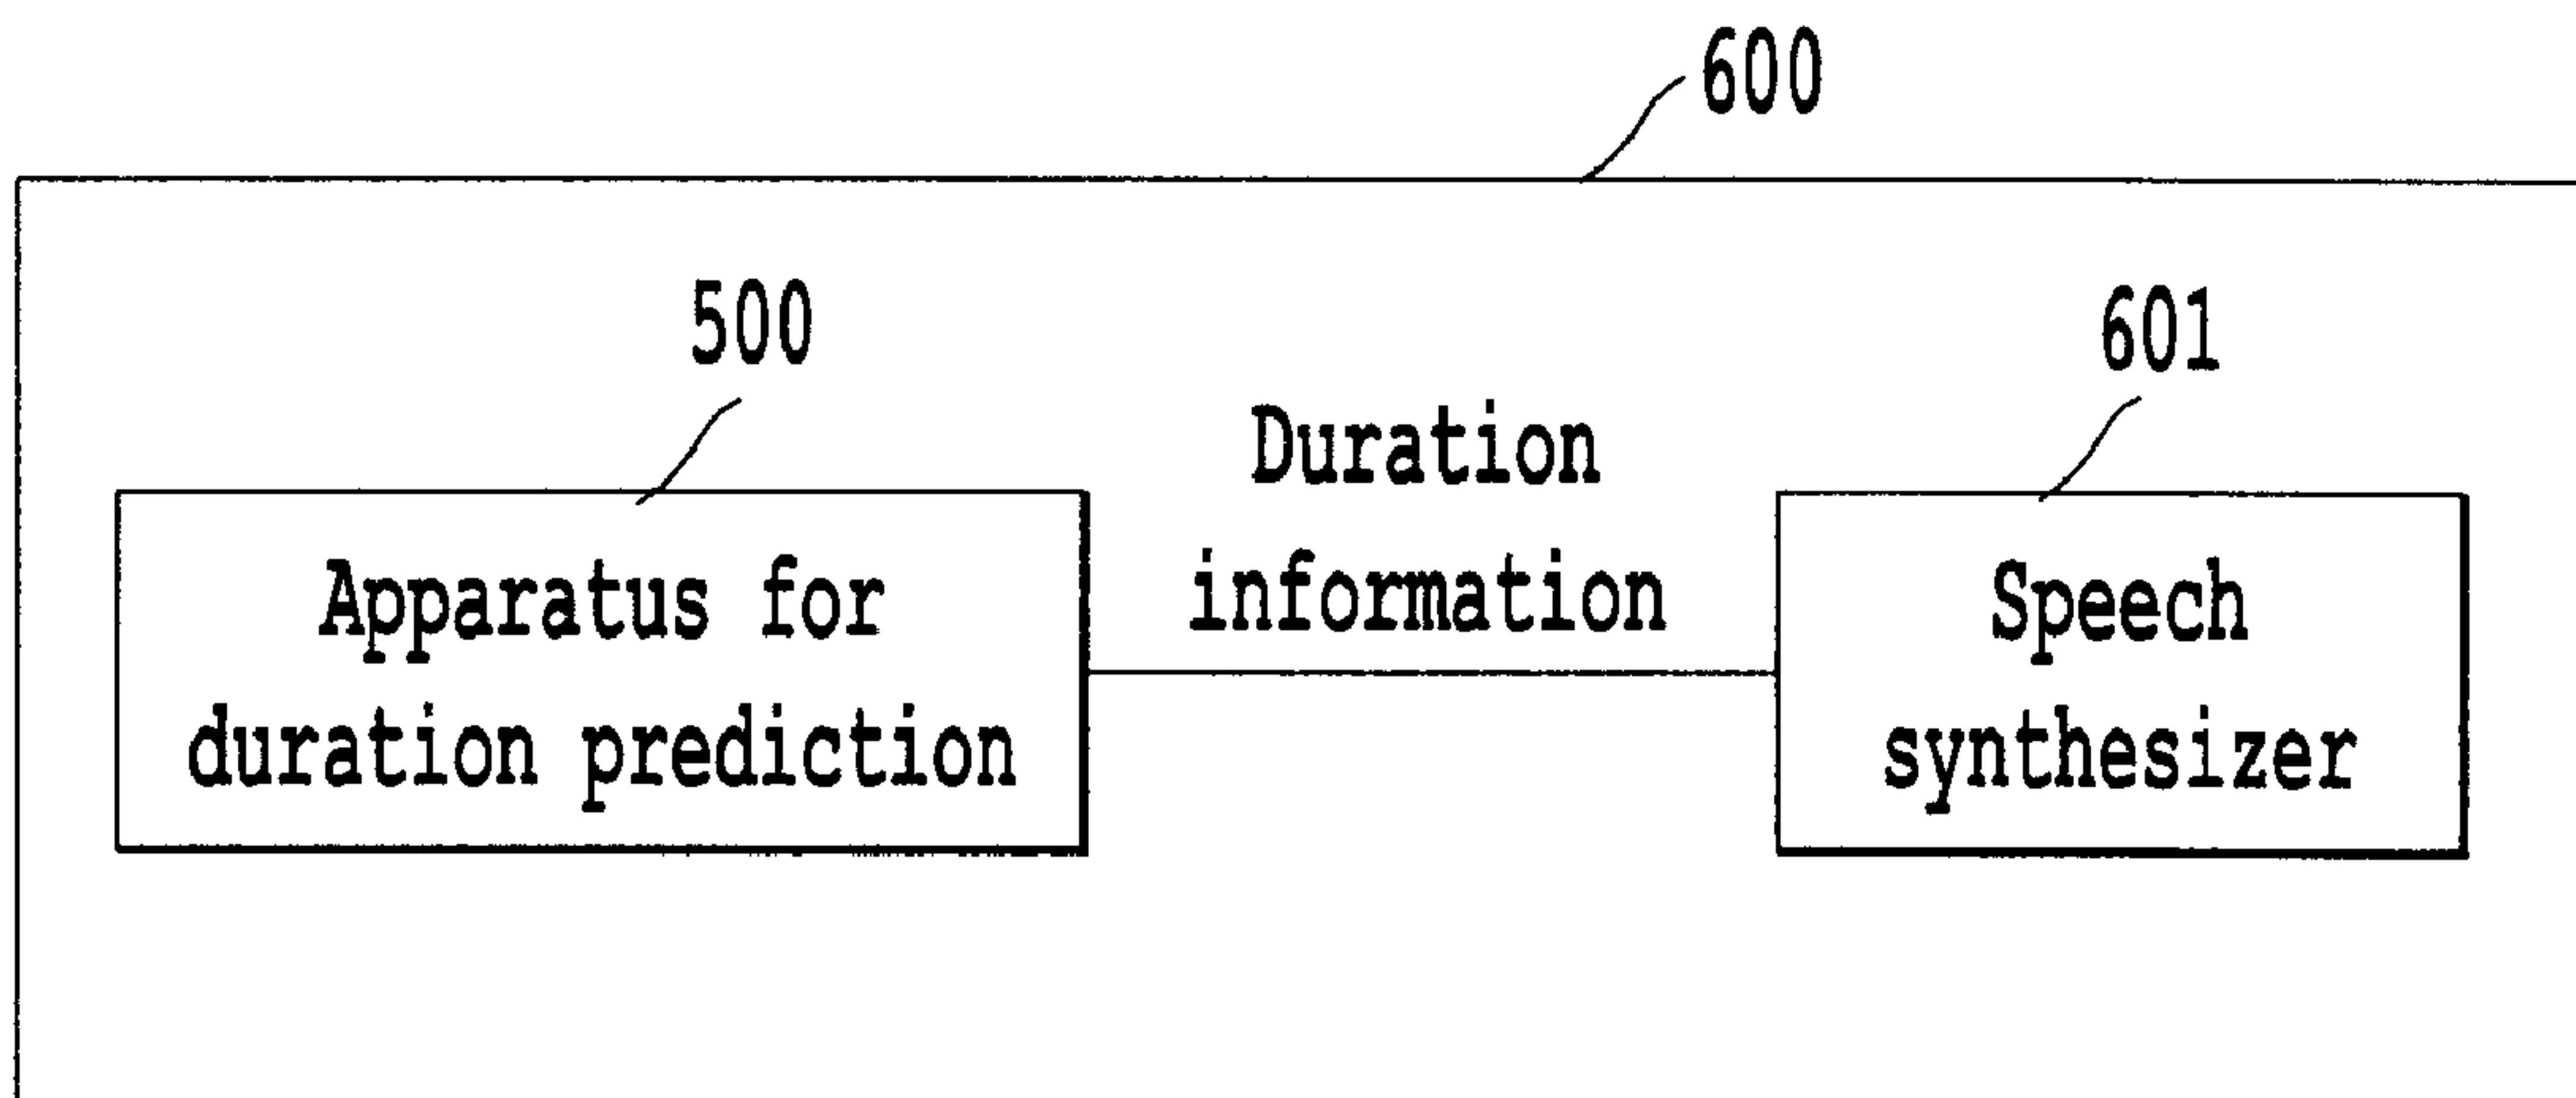 600
500
601
Duration
information
Apparatus for
duration prediction
Speech
synthesizer